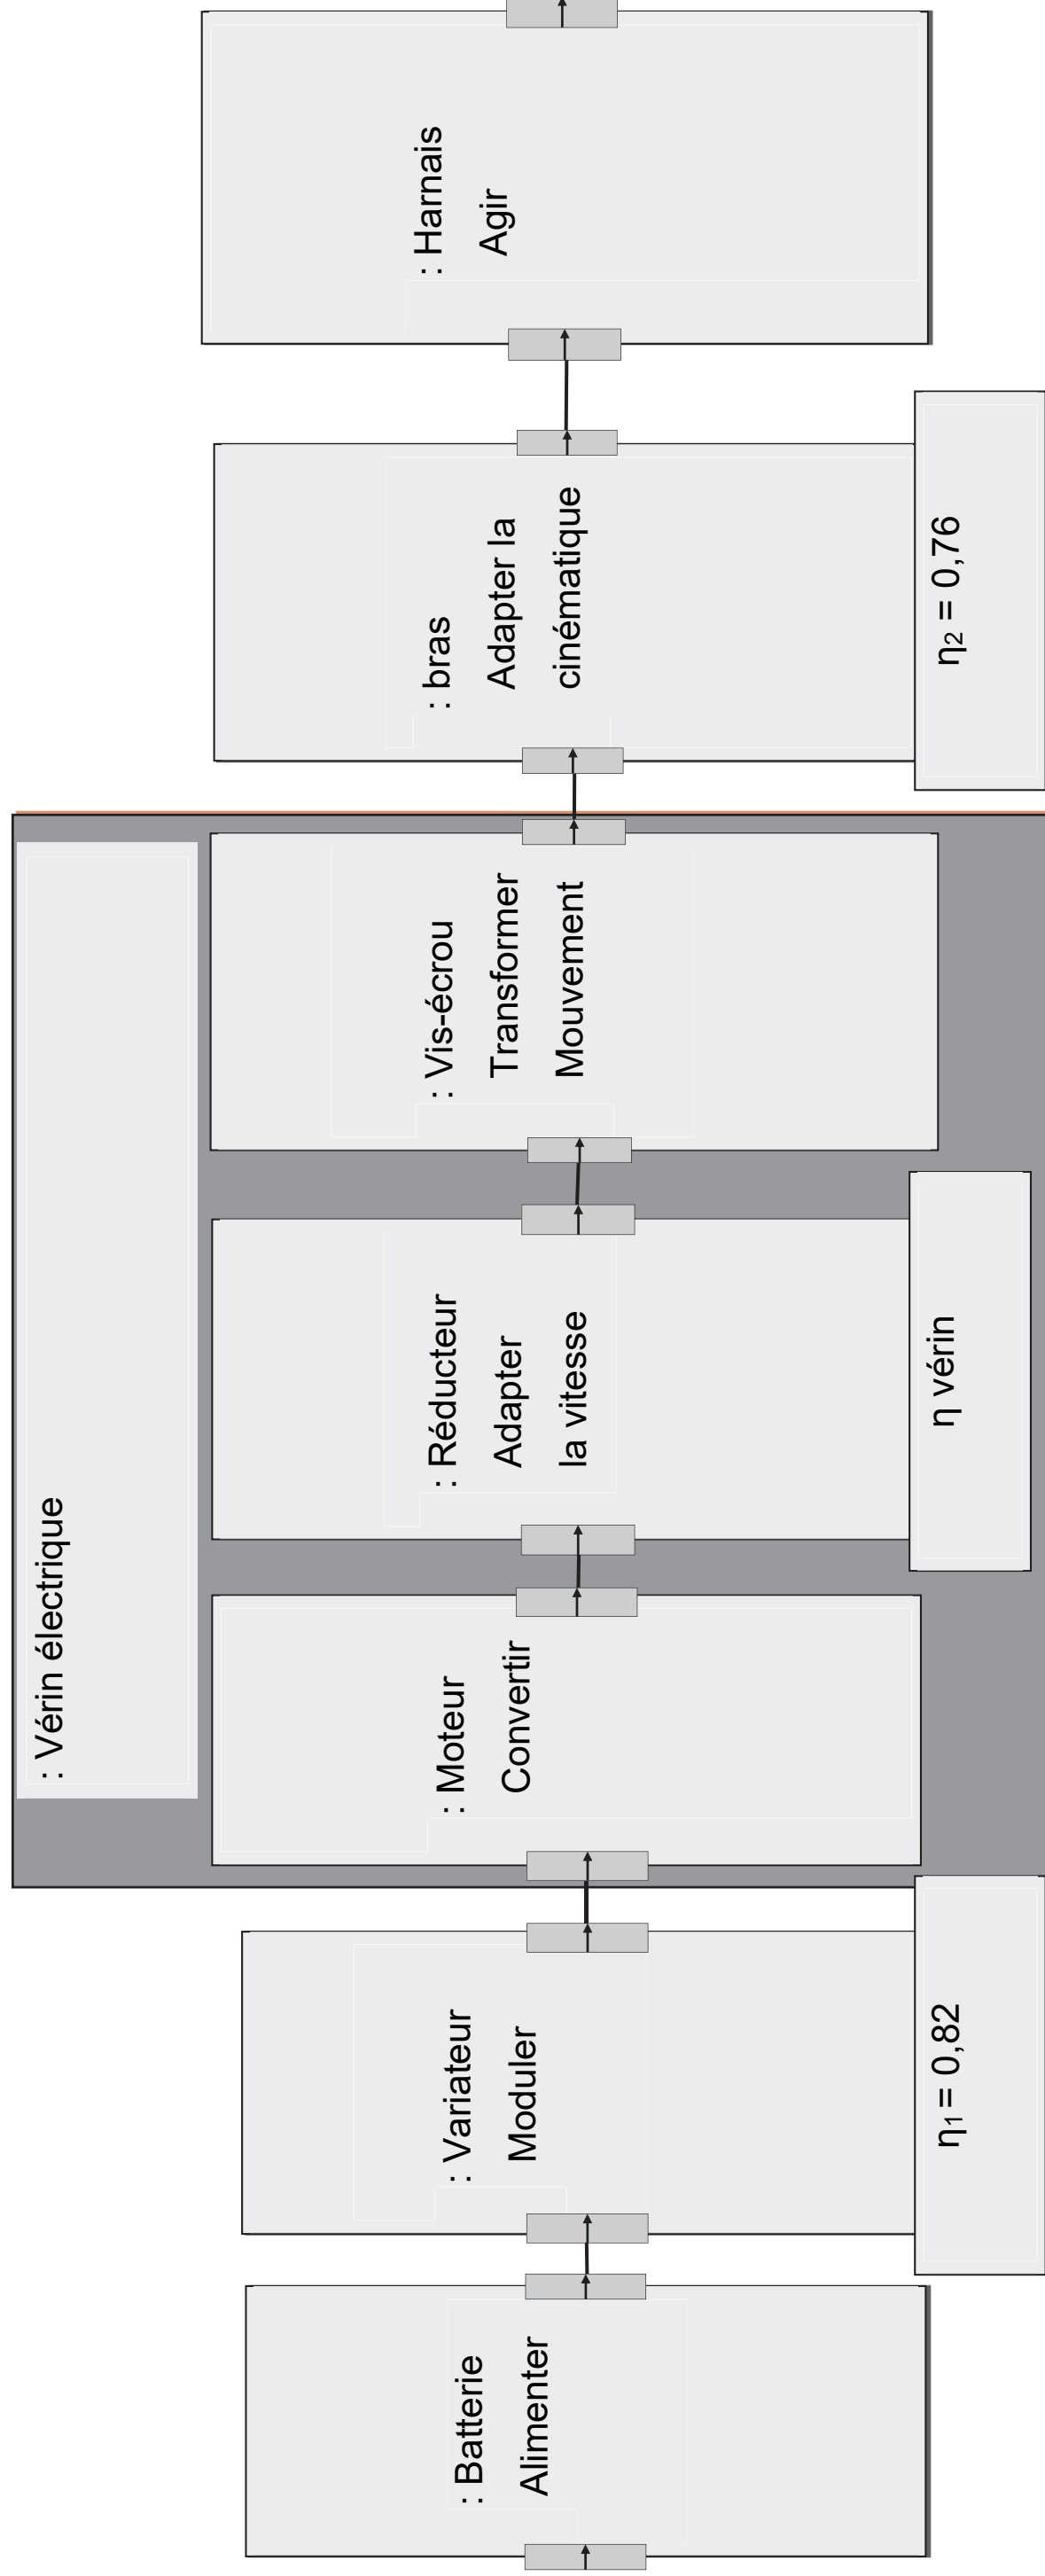 : Vérin électrique
: Batterie
Alimenter
: Variateur
Moduler
: Moteur
Convertir
: Réducteur
Adapter
la vitesse
: Vis-écrou
Transformer
Mouvement
: bras
Adapter la
cinématique
: Harnais
Agir
η1 = 0,82
η vérin
η2 = 0,76